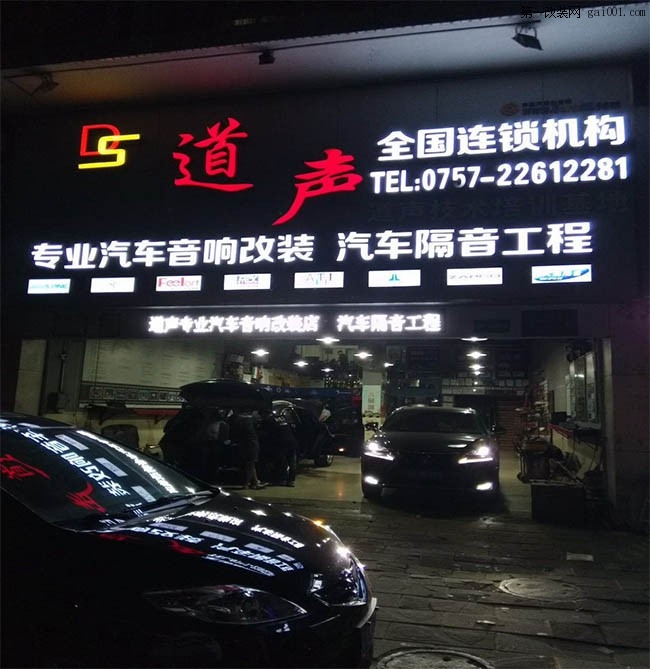 第一改装网 gai001.com
DS 道声
全国连锁机构
TEL:0757-22612281
专业汽车音响改装 汽车隔音工程
Feelart
ATI
道声专业汽车音响改装店 汽车隔音工程